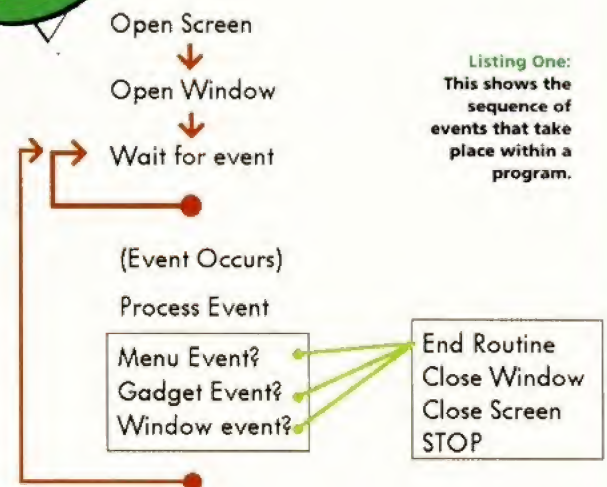 Open Screen
Open Window
Wait for event
Listing One:
This shows the
sequence of
events that take
place within a
program.
(Event Occurs)
Process Event
Menu Event?
Gadget Event?
Window event?
End Routine
Close Window
Close Screen
STOP